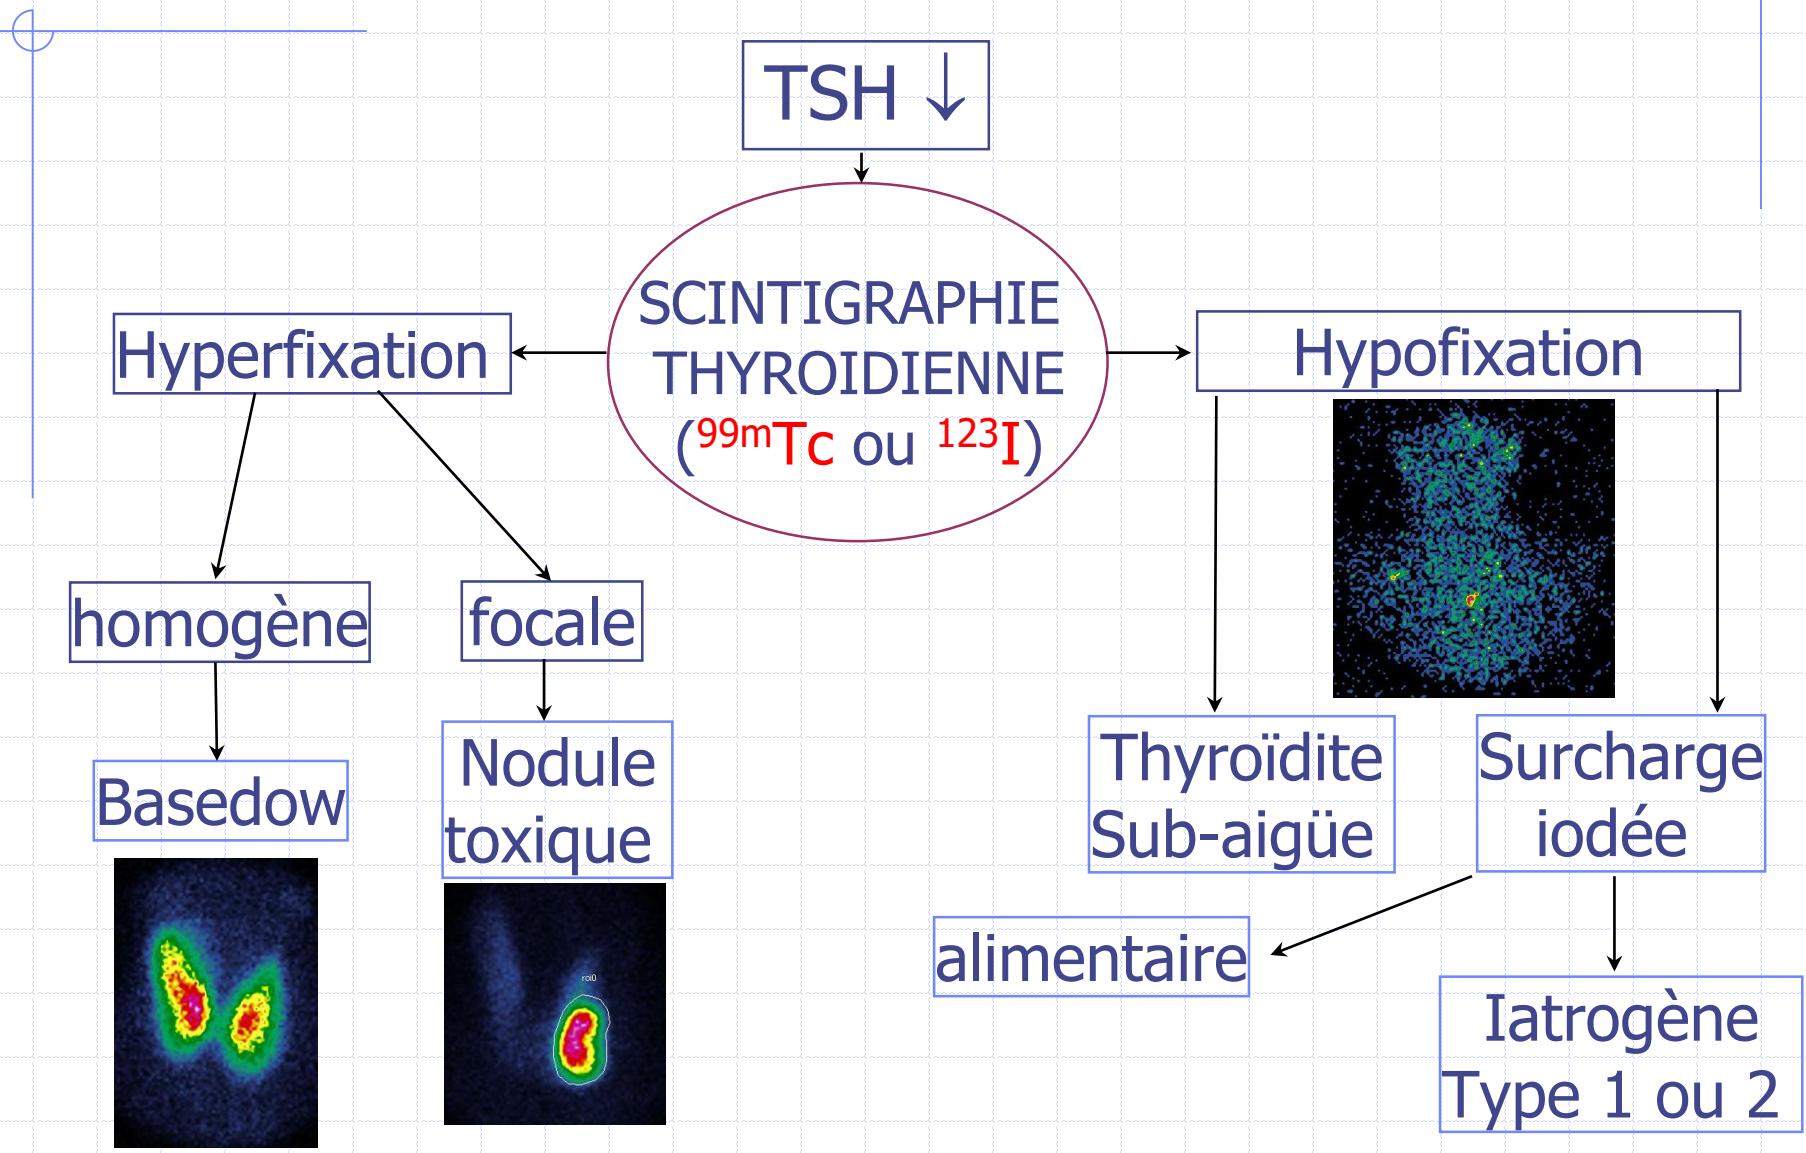 TSH ↓
SCINTIGRAPHIE
THYROIDIENNE
(99mTc ou 123I)
Hyperfixation
Hypofixation
homogène
focale
Basedow
Nodule
toxique
Thyroïdite
Sub-aigüe
Surcharge
iodée
alimentaire
Iatrogène
Type 1 ou 2
roi0